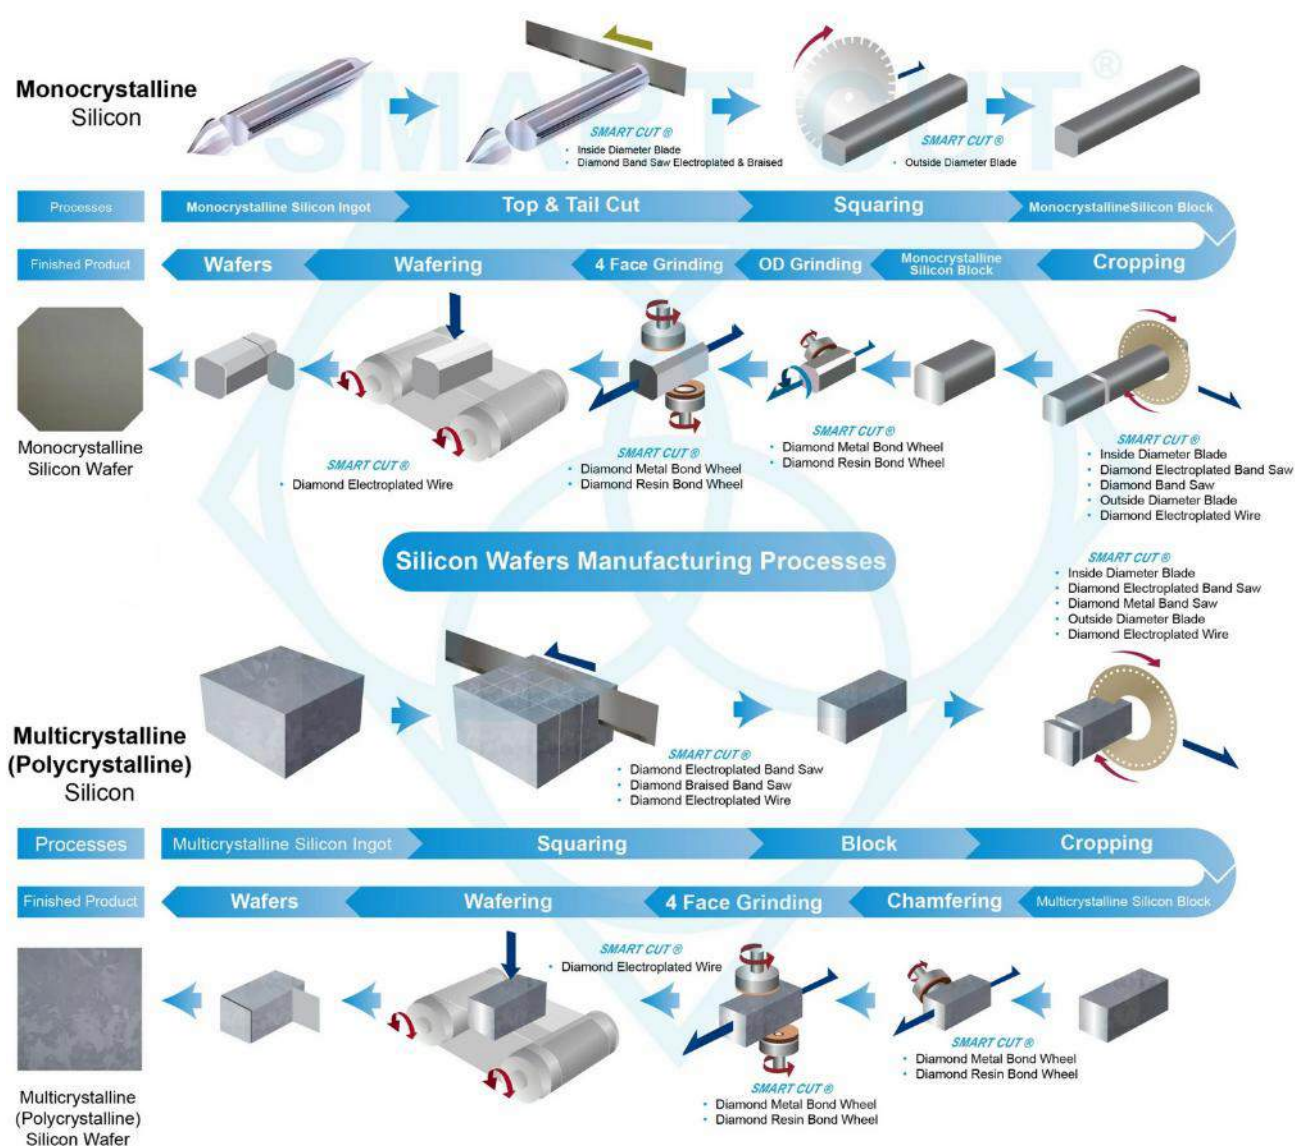 SMART CUT ®
Monocrystalline
Silicon
SMART CUT ®
• Inside Diameter Blade
• Diamond Band Saw Electroplated & Braised
SMART CUT ®
• Outside Diameter Blade
Processes
Monocrystalline Silicon Ingot
Top & Tail Cut
Squaring
MonocrystallineSilicon Block
Finished Product
Wafers
Wafering
4 Face Grinding
OD Grinding
Monocrystalline
Silicon Block
Cropping
Monocrystalline
Silicon Wafer
SMART CUT ®
• Diamond Electroplated Wire
SMART CUT ®
• Diamond Metal Bond Wheel
• Diamond Resin Bond Wheel
SMART CUT ®
• Diamond Metal Bond Wheel
• Diamond Resin Bond Wheel
SMART CUT ®
• Inside Diameter Blade
• Diamond Electroplated Band Saw
• Diamond Band Saw
• Outside Diameter Blade
• Diamond Electroplated Wire
Silicon Wafers Manufacturing Processes
SMART CUT ®
• Inside Diameter Blade
• Diamond Electroplated Band Saw
• Diamond Metal Band Saw
• Outside Diameter Blade
• Diamond Electroplated Wire
Multicrystalline
(Polycrystalline)
Silicon
SMART CUT ®
• Diamond Electroplated Band Saw
• Diamond Braised Band Saw
• Diamond Electroplated Wire
Processes
Multicrystalline Silicon Ingot
Squaring
Block
Cropping
Finished Product
Wafers
Wafering
4 Face Grinding
Chamfering
Multicrystalline Silicon Block
SMART CUT ®
• Diamond Electroplated Wire
SMART CUT ®
• Diamond Metal Bond Wheel
• Diamond Resin Bond Wheel
SMART CUT ®
• Diamond Metal Bond Wheel
• Diamond Resin Bond Wheel
Multicrystalline
(Polycrystalline)
Silicon Wafer